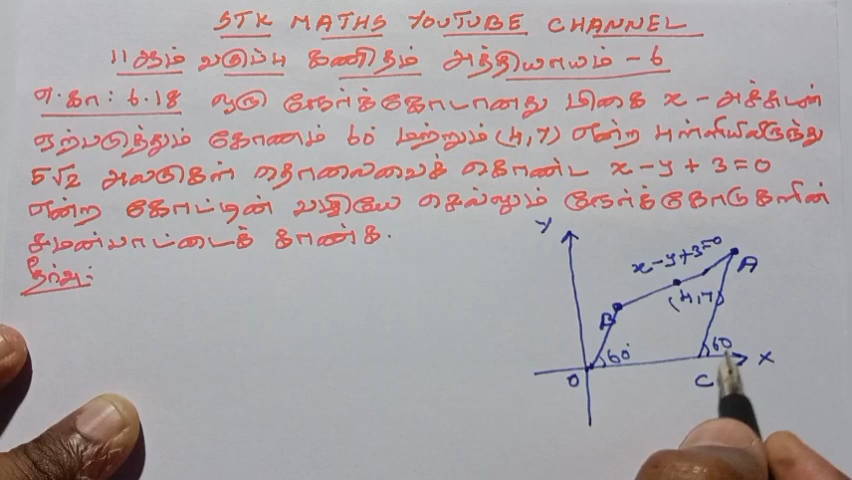 STK MATHS YOUTUBE CHANNEL
11 ஆம் வகுப்பு கணிதம் அத்தியாயம் - 6
எ.கா: 6.18 ஒரு நேர்க்கோடானது மிகை x - அச்சுடன்
ஏற்படுத்தும் கோணம் 60° மற்றும் (4,7) என்ற புள்ளியிலிருந்து
5√2 அலகுகள் தொலைவைக் கொண்ட x - y + 3 = 0
என்ற கோட்டின் வழியே செல்லும் நேர்க்கோடுகளின்
சமன்பாட்டைக் காண்க.
தீர்வு:
Y
x-y+3=0
A
B
(4,7)
60°
60
O
C
X